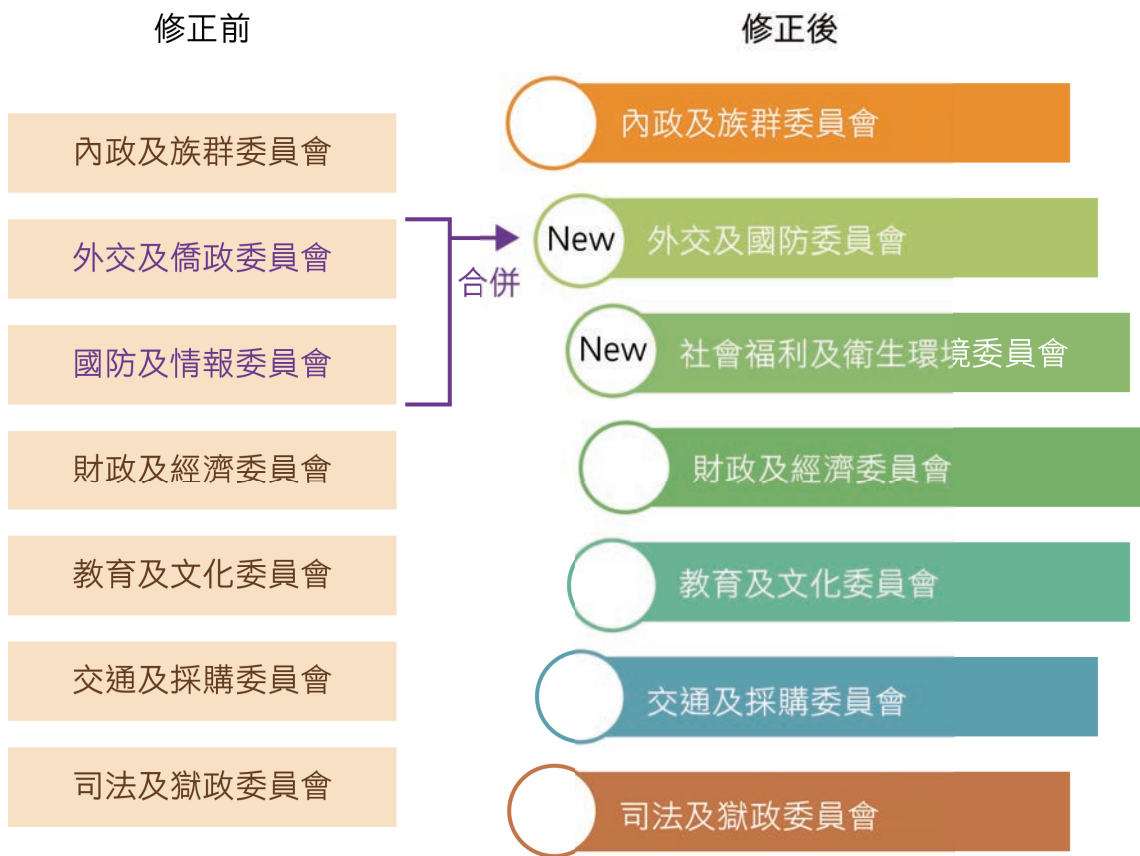 修正前
內政及族群委員會
外交及僑政委員會
國防及情報委員會
財政及經濟委員會
教育及文化委員會
交通及採購委員會
司法及獄政委員會
合併
修正後
內政及族群委員會
New 外交及國防委員會
New 社會福利及衛生環境委員會
財政及經濟委員會
教育及文化委員會
交通及採購委員會
司法及獄政委員會